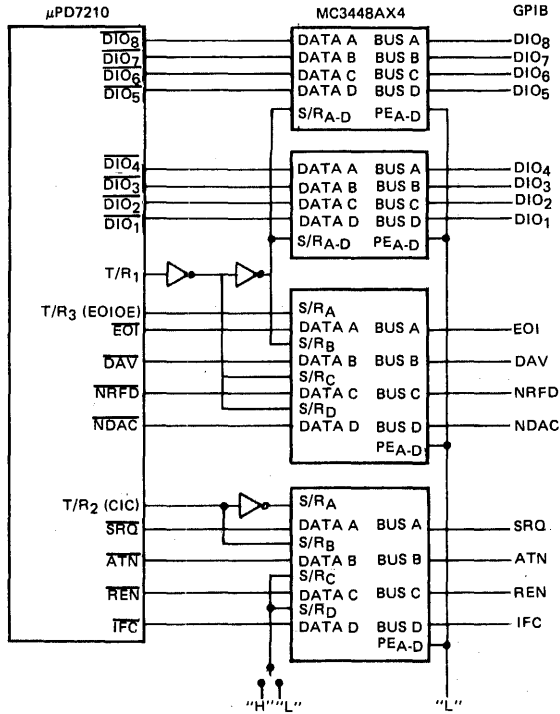 μPD7210 MC3448AX4 GPIB
DIO8 DATA A BUS A DIO8
DIO7 DATA B BUS B DIO7
DIO6 DATA C BUS C DIO6
DIO5 DATA D BUS D DIO5
S/RA-D PEA-D
DIO4 DATA A BUS A DIO4
DIO3 DATA B BUS B DIO3
DIO2 DATA C BUS C DIO2
DIO1 DATA D BUS D DIO1
S/RA-D PEA-D
T/R1
T/R3 (EOIOE) S/RA
EOI DATA A BUS A EOI
S/RB
DAV DATA B BUS B DAV
S/RC
NRFD DATA C BUS C NRFD
S/RD
NDAC DATA D BUS D NDAC
PEA-D
T/R2 (CIC) S/RA
SRQ DATA A BUS A SRQ
S/RB
ATN DATA B BUS B ATN
S/RC
REN DATA C BUS C REN
S/RD
IFC DATA D BUS D IFC
PEA-D
"H" "L" "L"